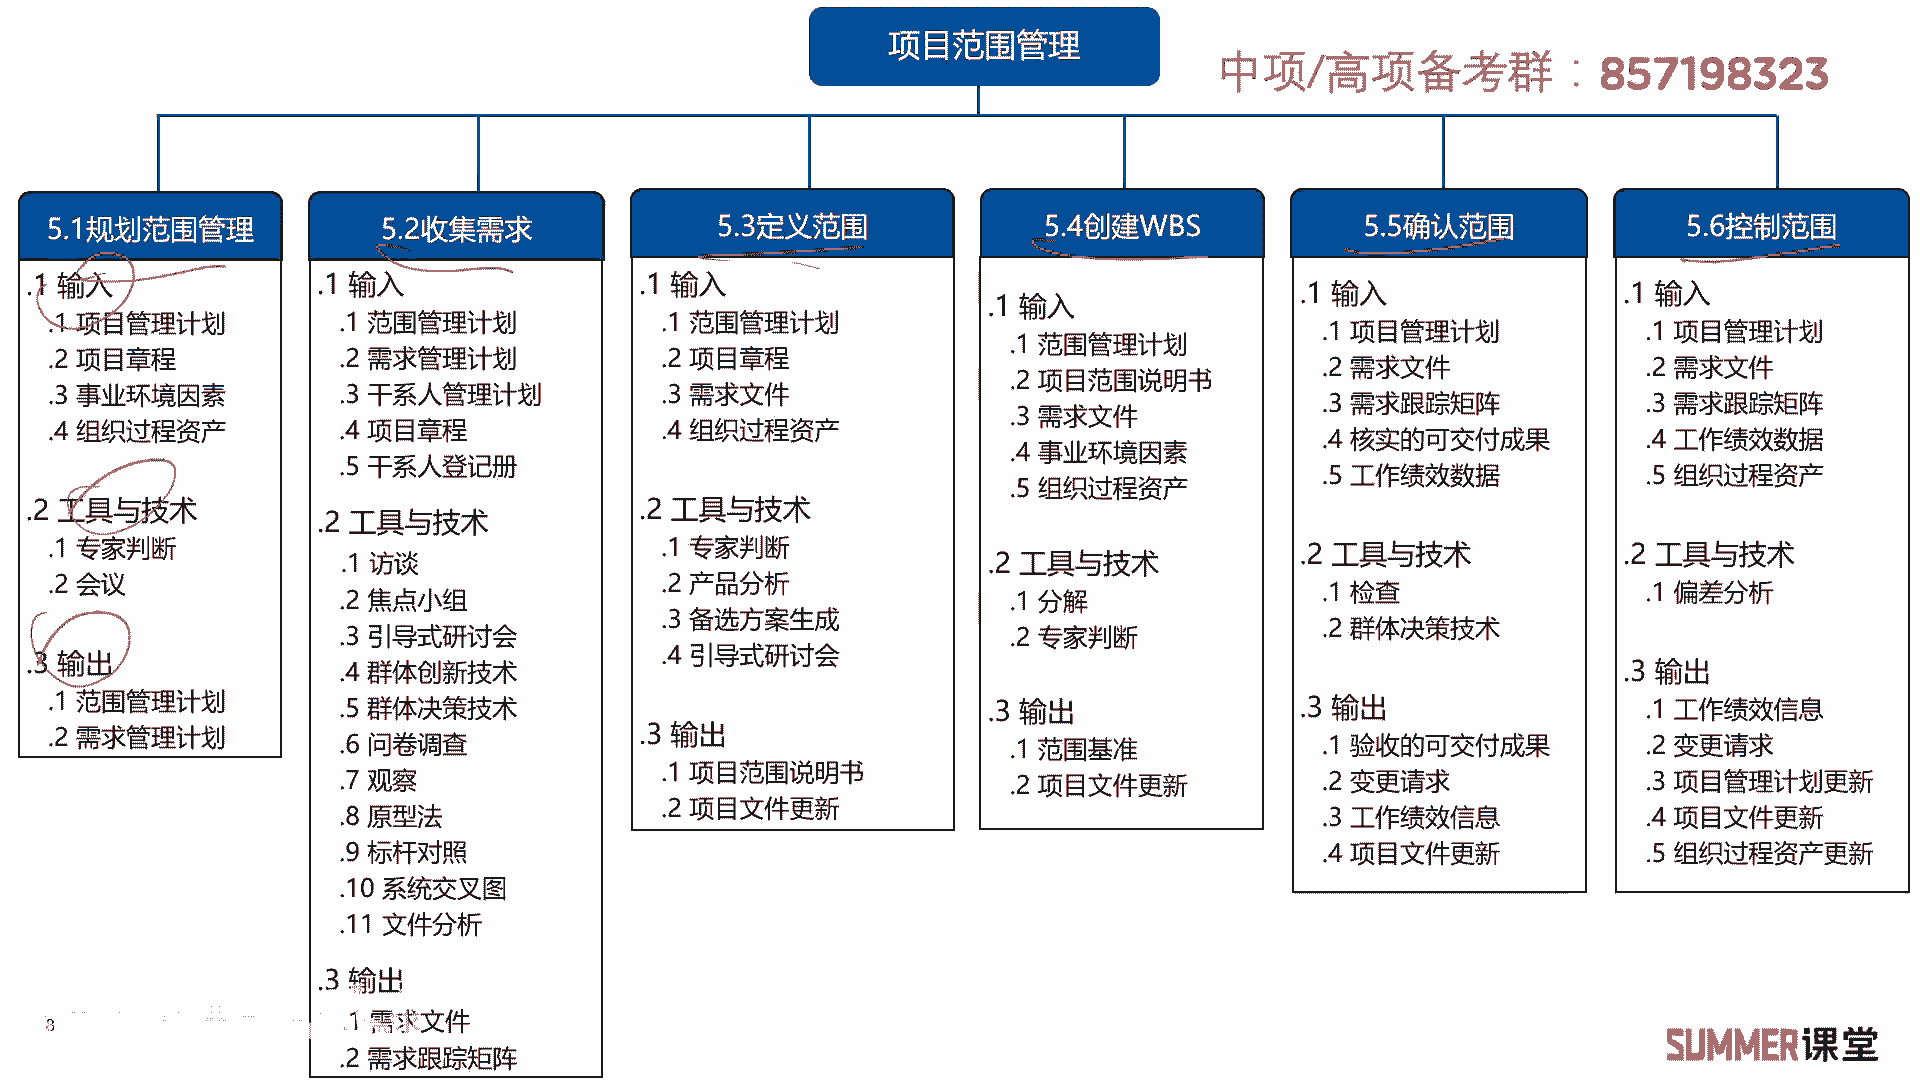 项目范围管理
中项/高项备考群：857198323
5.1规划范围管理
.1 输入
.1 项目管理计划
.2 项目章程
.3 事业环境因素
.4 组织过程资产
.2 工具与技术
.1 专家判断
.2 会议
.3 输出
.1 范围管理计划
.2 需求管理计划
5.2收集需求
.1 输入
.1 范围管理计划
.2 需求管理计划
.3 干系人管理计划
.4 项目章程
.5 干系人登记册
.2 工具与技术
.1 访谈
.2 焦点小组
.3 引导式研讨会
.4 群体创新技术
.5 群体决策技术
.6 问卷调查
.7 观察
.8 原型法
.9 标杆对照
.10 系统交叉图
.11 文件分析
.3 输出
.1 需求文件
.2 需求跟踪矩阵
5.3定义范围
.1 输入
.1 范围管理计划
.2 项目章程
.3 需求文件
.4 组织过程资产
.2 工具与技术
.1 专家判断
.2 产品分析
.3 备选方案生成
.4 引导式研讨会
.3 输出
.1 项目范围说明书
.2 项目文件更新
5.4创建WBS
.1 输入
.1 范围管理计划
.2 项目范围说明书
.3 需求文件
.4 事业环境因素
.5 组织过程资产
.2 工具与技术
.1 分解
.2 专家判断
.3 输出
.1 范围基准
.2 项目文件更新
5.5确认范围
.1 输入
.1 项目管理计划
.2 需求文件
.3 需求跟踪矩阵
.4 核实的可交付成果
.5 工作绩效数据
.2 工具与技术
.1 检查
.2 群体决策技术
.3 输出
.1 验收的可交付成果
.2 变更请求
.3 工作绩效信息
.4 项目文件更新
5.6控制范围
.1 输入
.1 项目管理计划
.2 需求文件
.3 需求跟踪矩阵
.4 工作绩效数据
.5 组织过程资产
.2 工具与技术
.1 偏差分析
.3 输出
.1 工作绩效信息
.2 变更请求
.3 项目管理计划更新
.4 项目文件更新
.5 组织过程资产更新
8
SUMMER课堂